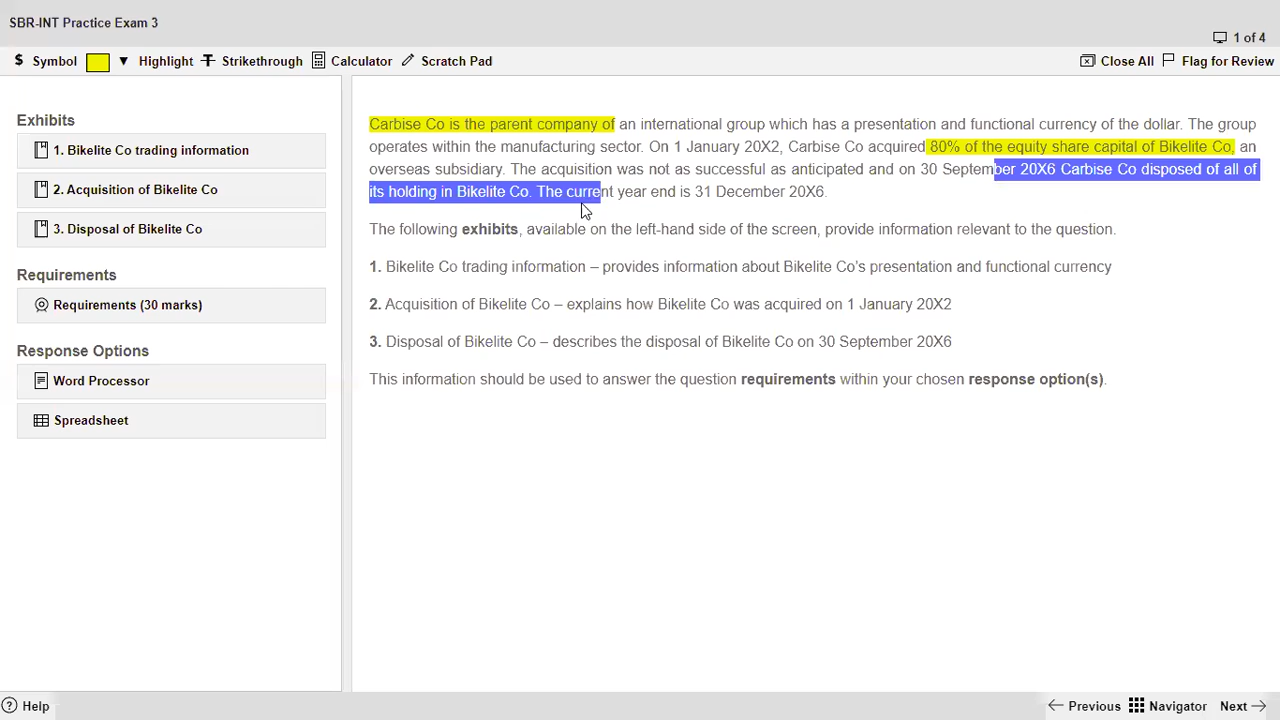 SBR-INT Practice Exam 3
1 of 4
$ Symbol Highlight Strikethrough Calculator Scratch Pad Close All Flag for Review
Exhibits
1. Bikelite Co trading information
2. Acquisition of Bikelite Co
3. Disposal of Bikelite Co
Requirements
Requirements (30 marks)
Response Options
Word Processor
Spreadsheet
Carbise Co is the parent company of an international group which has a presentation and functional currency of the dollar. The group
operates within the manufacturing sector. On 1 January 20X2, Carbise Co acquired 80% of the equity share capital of Bikelite Co, an
overseas subsidiary. The acquisition was not as successful as anticipated and on 30 September 20X6 Carbise Co disposed of all of
its holding in Bikelite Co. The current year end is 31 December 20X6.
The following exhibits, available on the left-hand side of the screen, provide information relevant to the question.
1. Bikelite Co trading information – provides information about Bikelite Co’s presentation and functional currency
2. Acquisition of Bikelite Co – explains how Bikelite Co was acquired on 1 January 20X2
3. Disposal of Bikelite Co – describes the disposal of Bikelite Co on 30 September 20X6
This information should be used to answer the question requirements within your chosen response option(s).
Help
Previous Navigator Next